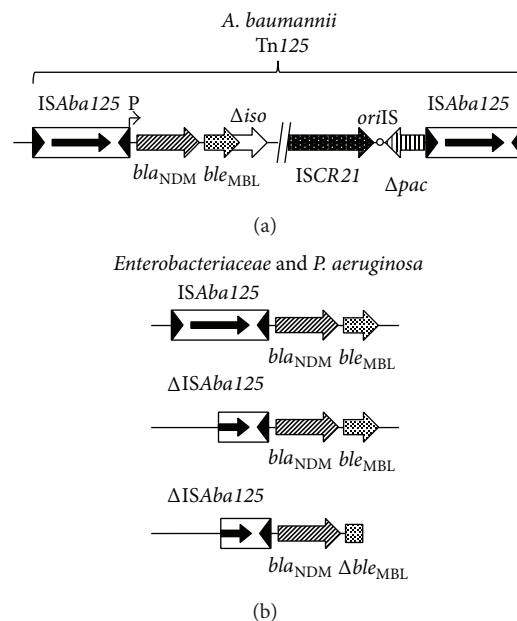 A. baumannii
Tn125
ISAba125 P Δiso oriIS ISAba125
blaNDM bleMBL ISCR21 Δpac
(a)
Enterobacteriaceae and P. aeruginosa
ISAba125
blaNDM bleMBL
ΔISAba125
blaNDM bleMBL
ΔISAba125
blaNDM ΔbleMBL
(b)